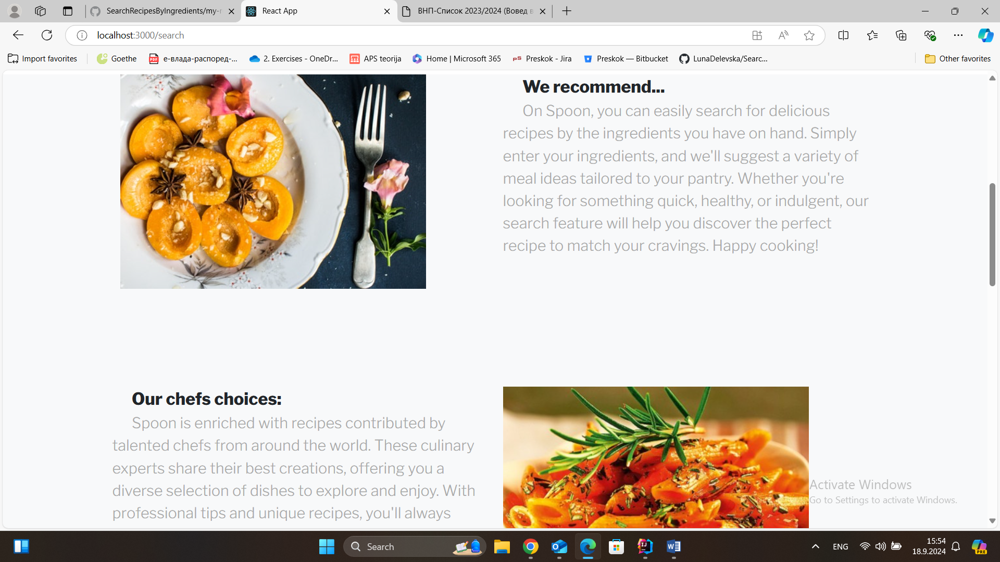 SearchRecipesByIngredients/my-r
React App
ВНП-Список 2023/2024 (Вовед в
localhost:3000/search
Import favorites
Goethe
е-влада-распоред-...
2. Exercises - OneDr...
APS teorija
Home | Microsoft 365
Preskok - Jira
Preskok — Bitbucket
LunaDelevska/Searc...
Other favorites
We recommend...
On Spoon, you can easily search for delicious
recipes by the ingredients you have on hand. Simply
enter your ingredients, and we'll suggest a variety of
meal ideas tailored to your pantry. Whether you're
looking for something quick, healthy, or indulgent, our
search feature will help you discover the perfect
recipe to match your cravings. Happy cooking!
Our chefs choices:
Spoon is enriched with recipes contributed by
talented chefs from around the world. These culinary
experts share their best creations, offering you a
diverse selection of dishes to explore and enjoy. With
professional tips and unique recipes, you'll always
Activate Windows
Go to Settings to activate Windows.
Search
ENG
15:54
18.9.2024
PRE